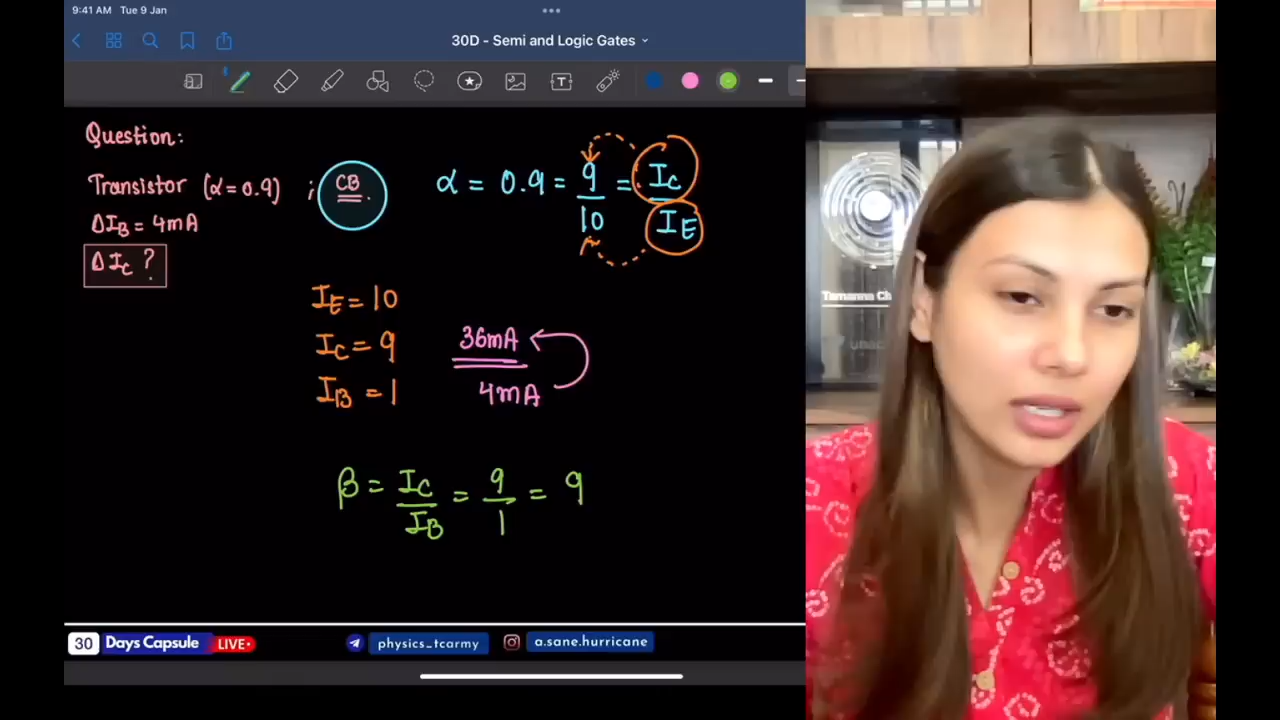 9:41 AM Tue 9 Jan
30D - Semi and Logic Gates
Question:
Transistor (α=0.9) ; CB
ΔI_B = 4mA
ΔI_C ?
α = 0.9 = 9/10 = I_C/I_E
I_E = 10
I_C = 9
I_B = 1
36mA
4mA
β = I_C/I_B = 9/1 = 9
30 Days Capsule LIVE
physics_tcarmy
a.sane.hurricane
Tamanna Ch